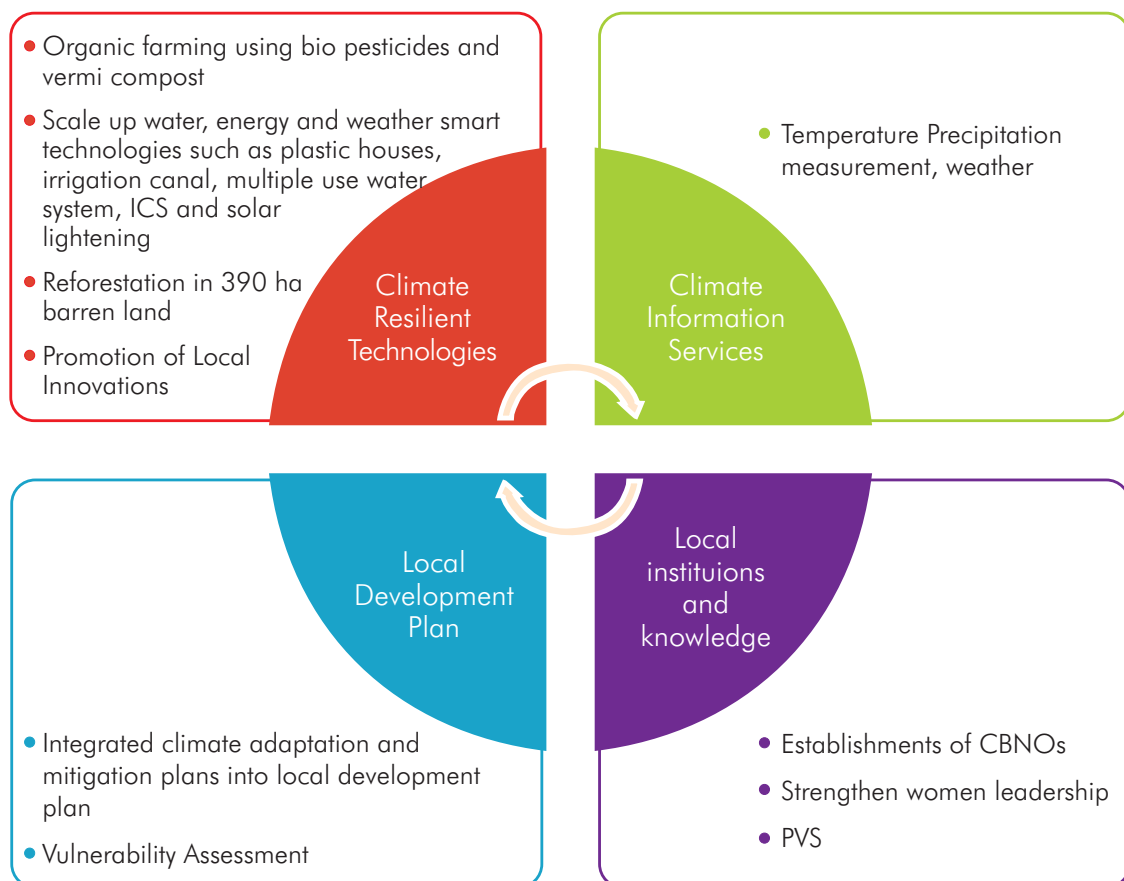 Organic farming using bio pesticides and
vermi compost
Scale up water, energy and weather smart
technologies such as plastic houses,
irrigation canal, multiple use water
system, ICS and solar
lightening
Reforestation in 390 ha
barren land
Promotion of Local
Innovations
Climate
Resilient
Technologies
Temperature Precipitation
measurement, weather
Climate
Information
Services
Local
Development
Plan
Integrated climate adaptation and
mitigation plans into local development
plan
Vulnerability Assessment
Local
instituions
and
knowledge
Establishments of CBNOs
Strengthen women leadership
PVS